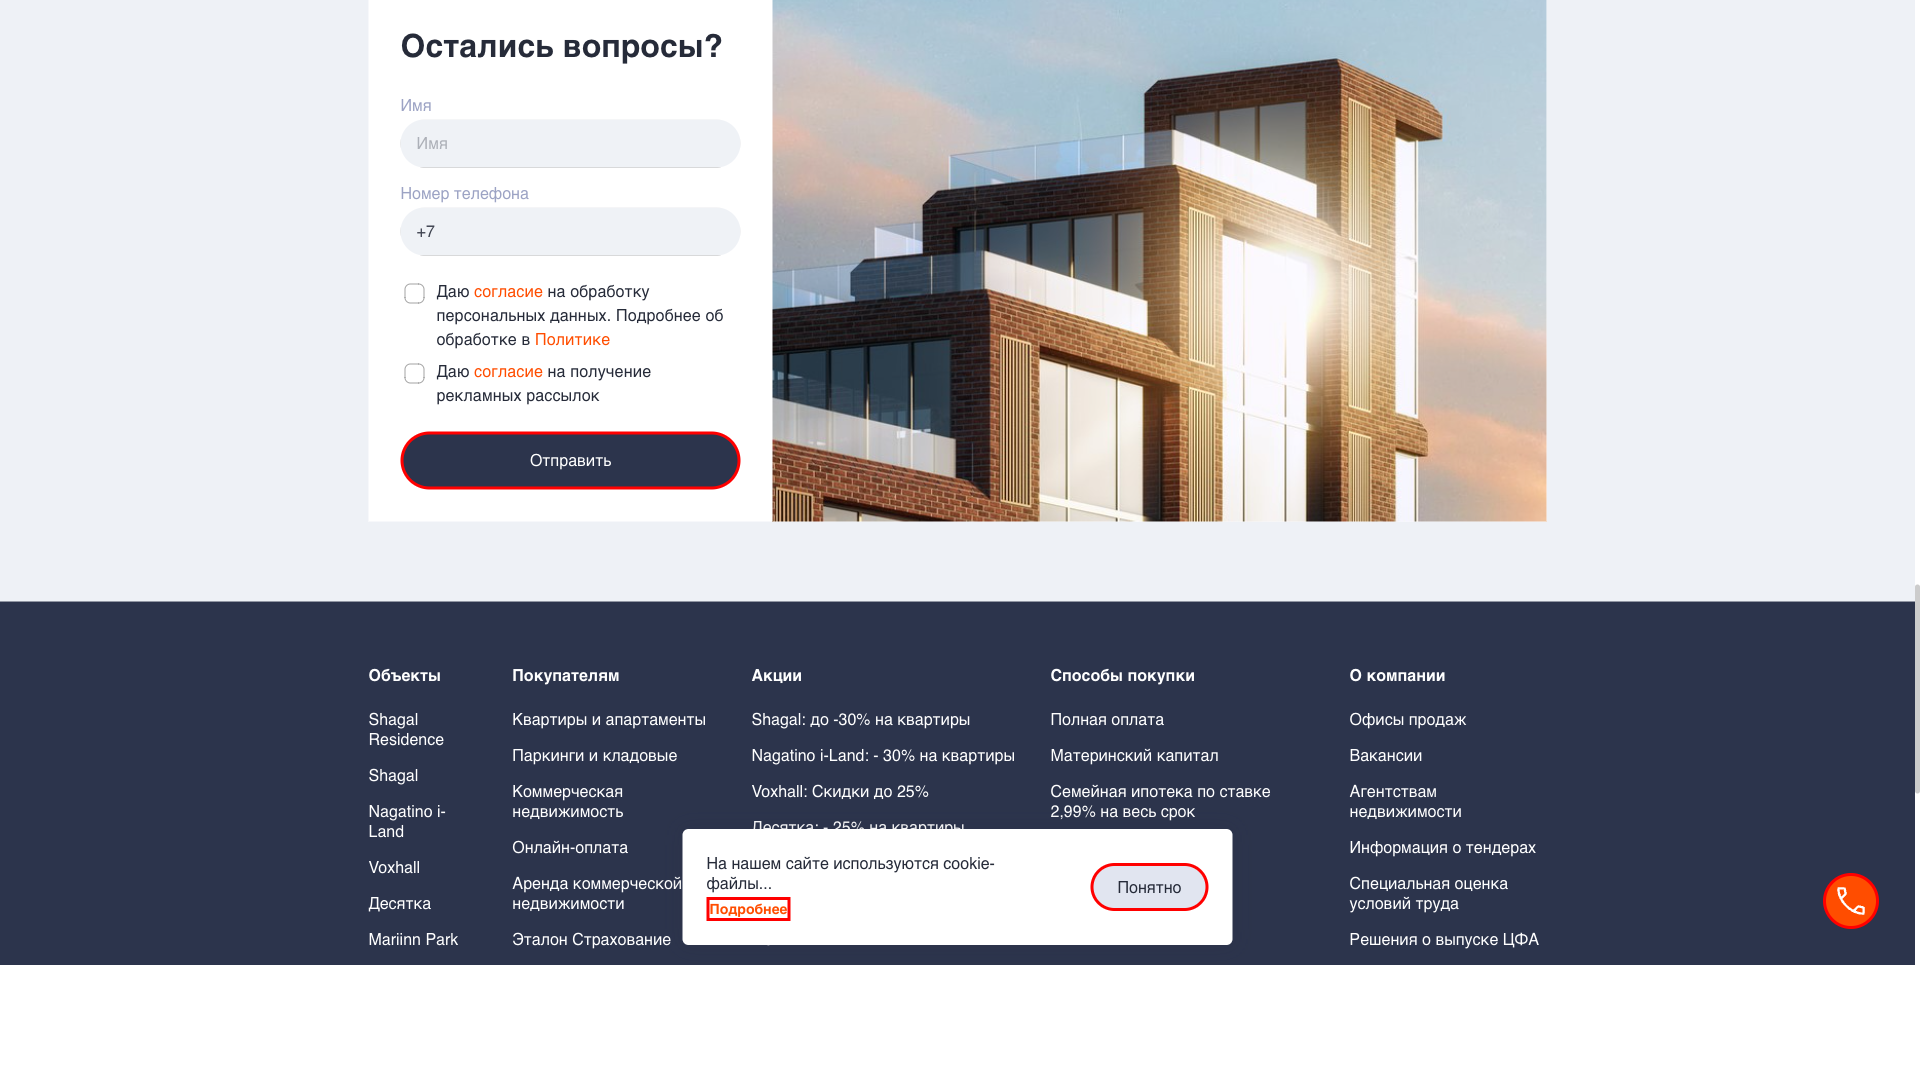 Остались вопросы?
Имя
Имя
Номер телефона
+7
Даю согласие на обработку
персональных данных. Подробнее об
обработке в Политике
Даю согласие на получение
рекламных рассылок
Отправить
Объекты
Shagal
Residence
Shagal
Nagatino i-
Land
Voxhall
Десятка
Mariinn Park
Покупателям
Квартиры и апартаменты
Паркинги и кладовые
Коммерческая
недвижимость
Онлайн-оплата
Аренда коммерческой
недвижимости
Эталон Страхование
Акции
Shagal: до -30% на квартиры
Nagatino i-Land: - 30% на квартиры
Voxhall: Скидки до 25%
Десятка: - 25% на квартиры
Способы покупки
Полная оплата
Материнский капитал
Семейная ипотека по ставке
2,99% на весь срок
О компании
Офисы продаж
Вакансии
Агентствам
недвижимости
Информация о тендерах
Специальная оценка
условий труда
Решения о выпуске ЦФА
На нашем сайте используются cookie-
файлы...
Подробнее
Понятно